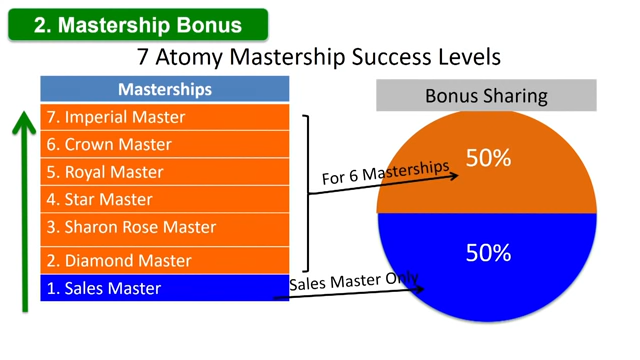 2. Mastership Bonus
7 Atomy Mastership Success Levels
Masterships
7. Imperial Master
6. Crown Master
5. Royal Master
4. Star Master
3. Sharon Rose Master
2. Diamond Master
1. Sales Master
For 6 Masterships
Sales Master Only
Bonus Sharing
50%
50%